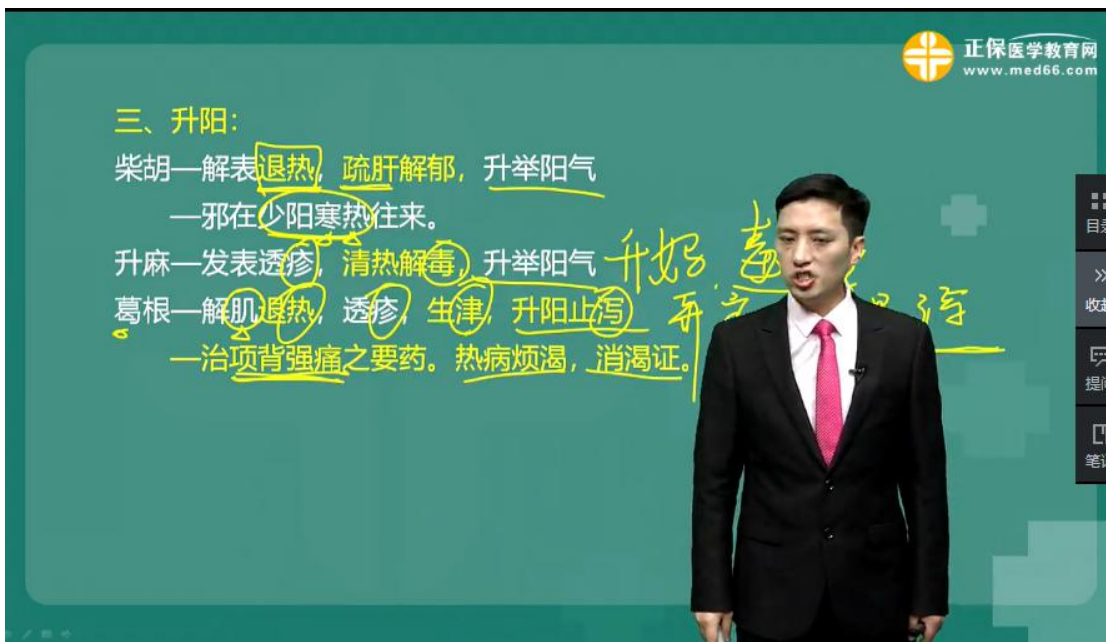 正保医学教育网
www.med66.com
三、升阳：
柴胡—解表退热，疏肝解郁，升举阳气
—邪在少阳寒热往来。
升麻—发表透疹，清热解毒，升举阳气
葛根—解肌退热，透疹，生津，升阳止泻
—治项背强痛之要药。热病烦渴，消渴证。
目录
收起